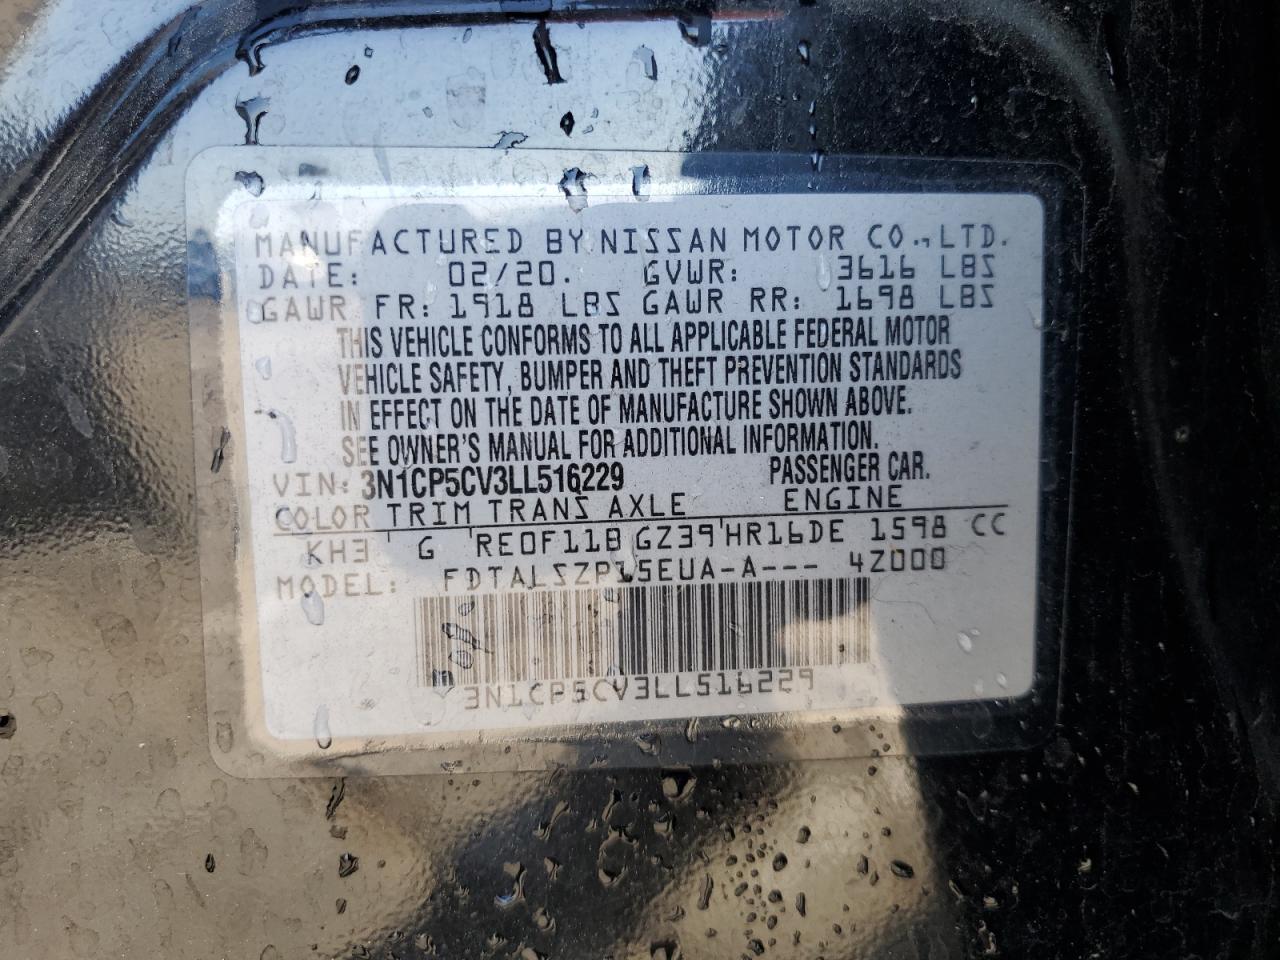 MANUFACTURED BY NISSAN MOTOR CO., LTD.
DATE: 02/20. GVWR: 3616 LBS
GAWR FR: 1918 LBS GAWR RR: 1698 LBS
THIS VEHICLE CONFORMS TO ALL APPLICABLE FEDERAL MOTOR
VEHICLE SAFETY, BUMPER AND THEFT PREVENTION STANDARDS
IN EFFECT ON THE DATE OF MANUFACTURE SHOWN ABOVE.
SEE OWNER'S MANUAL FOR ADDITIONAL INFORMATION.
VIN: 3N1CP5CV3LL516229 PASSENGER CAR.
COLOR TRIM TRANS AXLE ENGINE
KH3 G RE0F11B GZ39 HR16DE 1598 CC
MODEL: FDTALSZP15EUA-A--- 4Z000
3N1CP5CV3LL516229